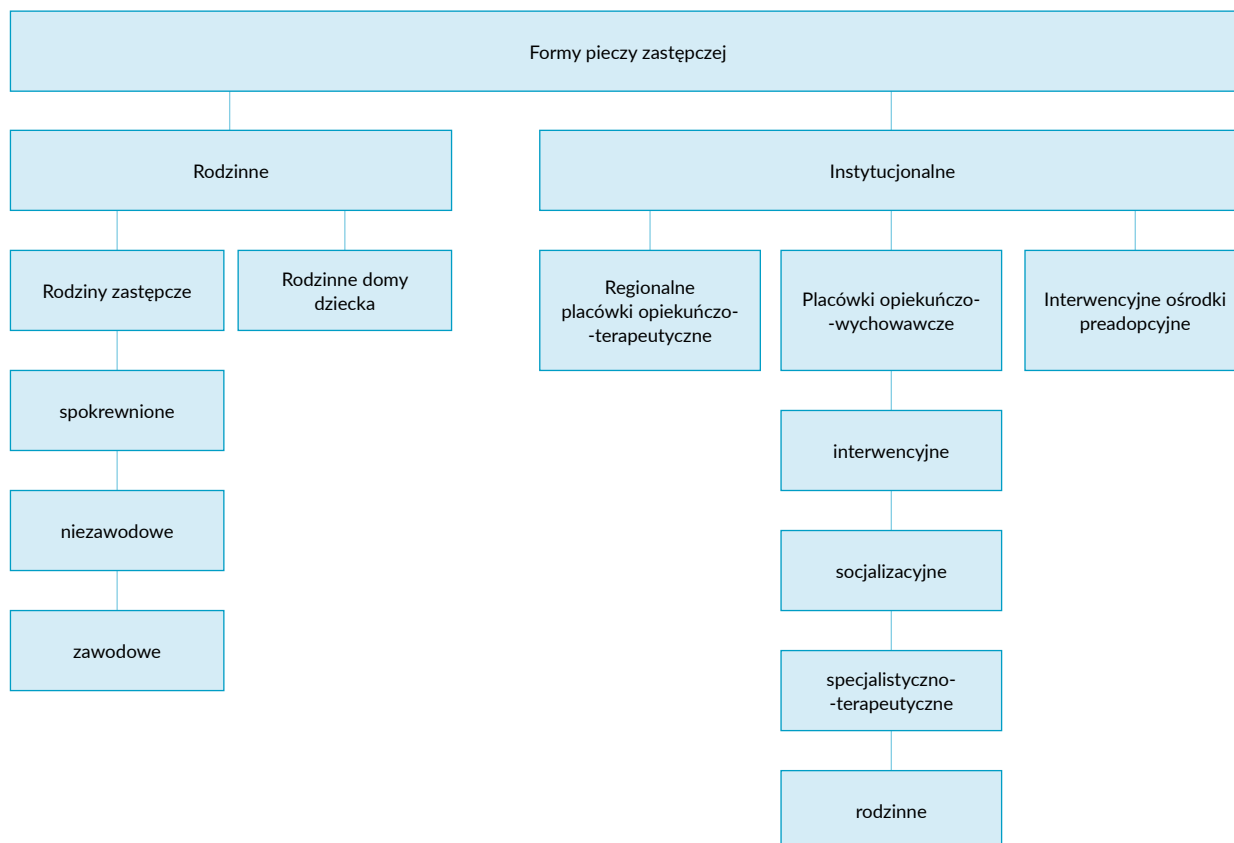 Formy pieczy zastępczej
Rodzinne
Instytucjonalne
Rodziny zastępcze
Rodzinne domy
dziecka
Regionalne
placówki opiekuńczo-
-terapeutyczne
Placówki opiekuńczo-
-wychowawcze
Interwencyjne ośrodki
preadopcyjne
spokrewnione
niezawodowe
zawodowe
interwencyjne
socjalizacyjne
specjalistyczno-
-terapeutyczne
rodzinne